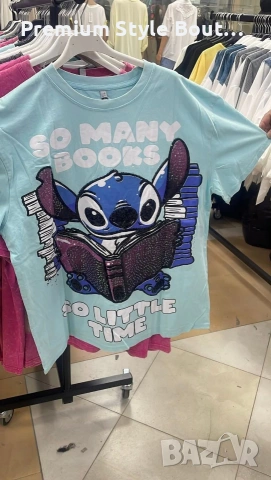 Premium Style Bout...
SO MANY
BOOKS
SO LITTLE
TIME
BAZAR